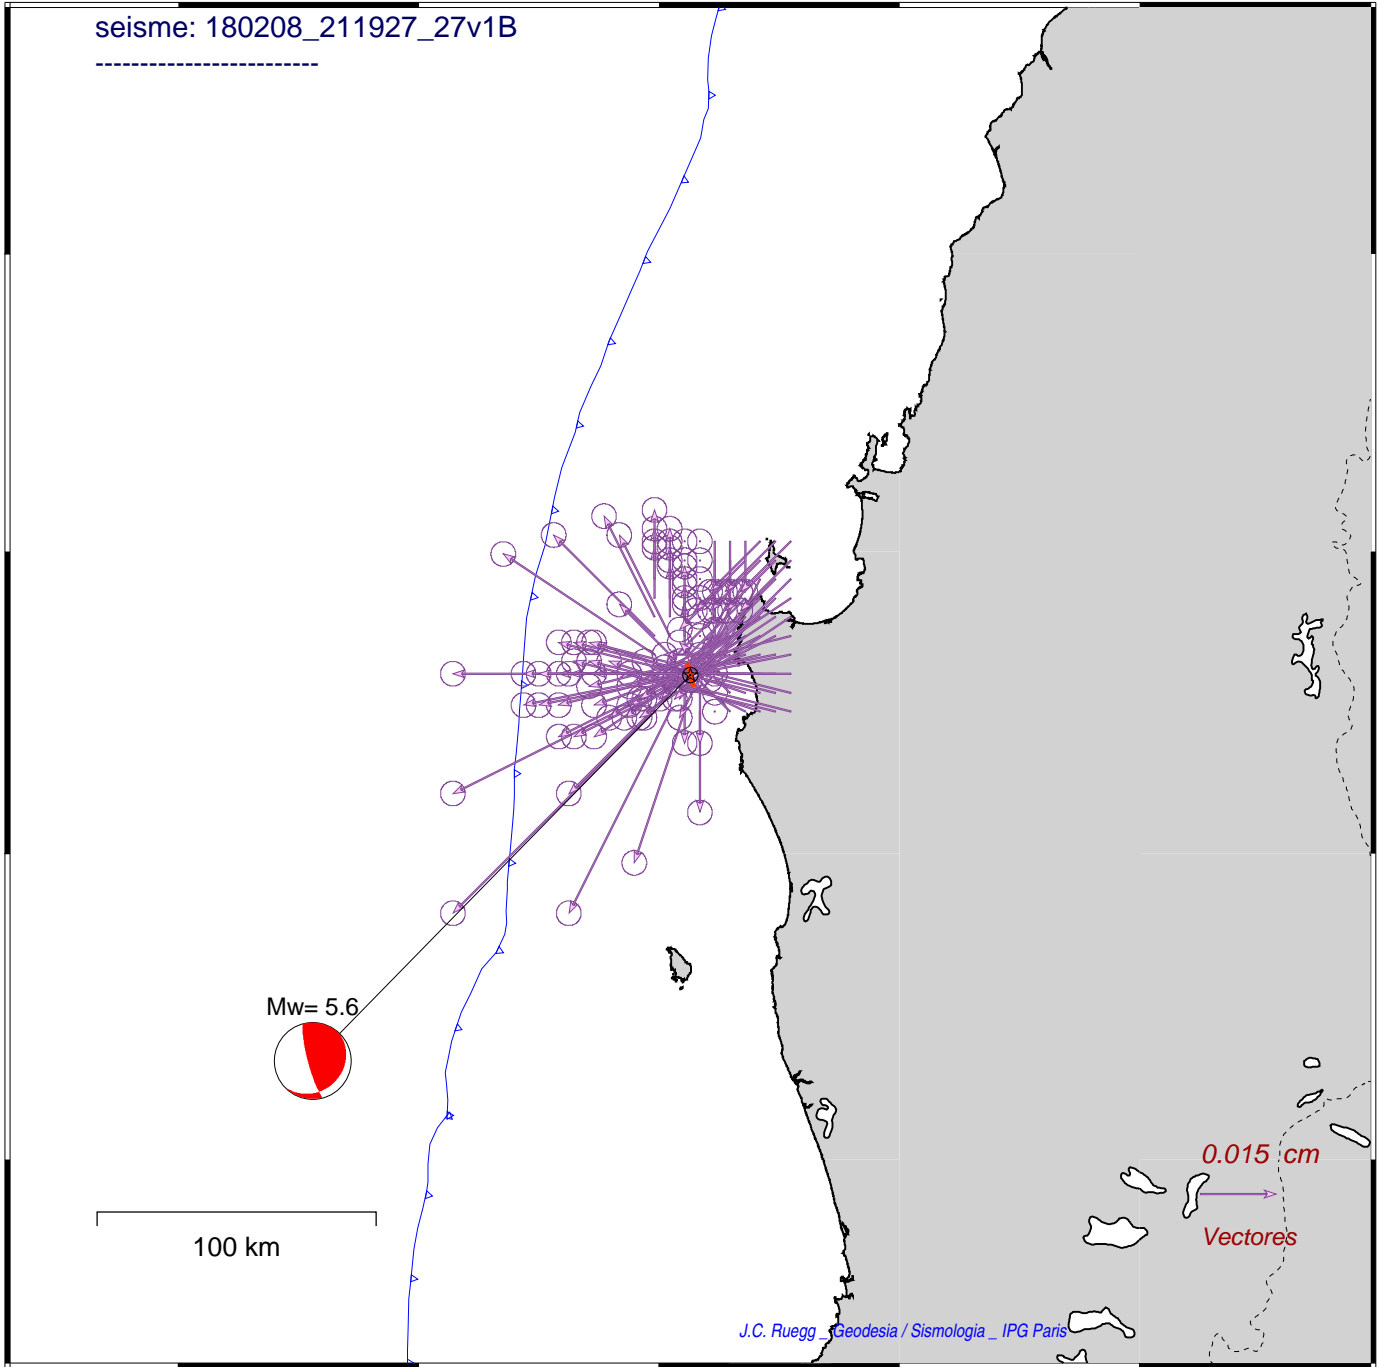 seisme: 180208_211927_27v1B
-------------------------
Mw= 5.6
0.015 cm
100 km
Vectores
J.C. Ruegg _ Geodesia / Sismologia _ IPG Paris